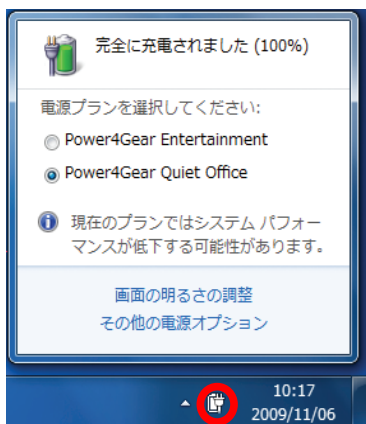 完全に充電されました (100%)
電源プランを選択してください:
Power4Gear Entertainment
Power4Gear Quiet Office
現在のプランではシステム パフォー
マンスが低下する可能性があります。
画面の明るさの調整
その他の電源オプション
10:17
2009/11/06